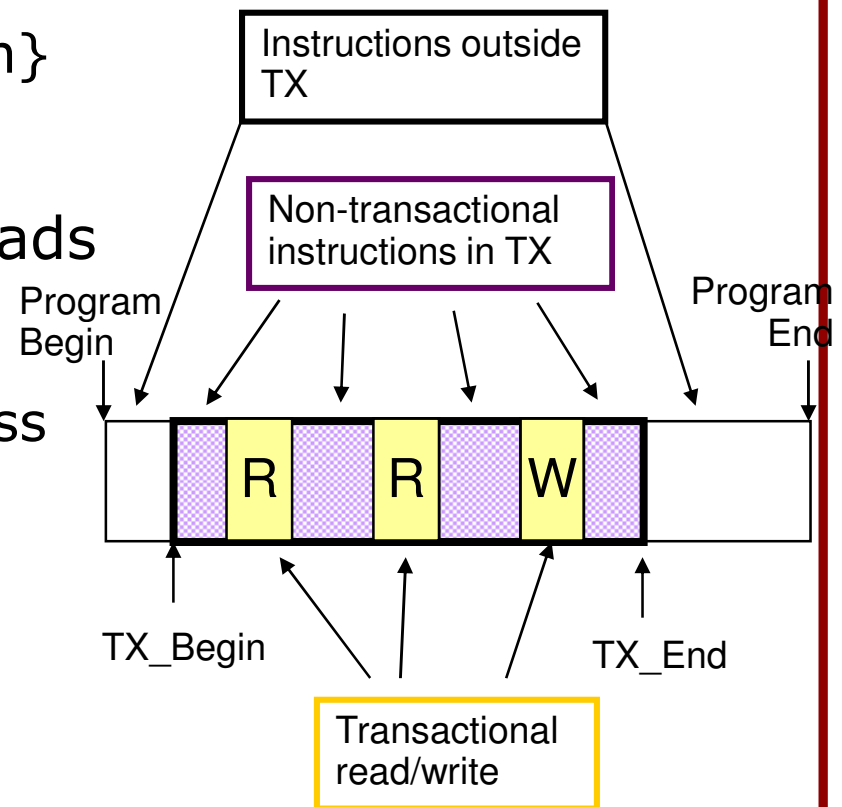 n}
Instructions outside
TX
Non-transactional
instructions in TX
ads
Program
Begin
Program
End
ss
R R W
TX_Begin
TX_End
Transactional
read/write